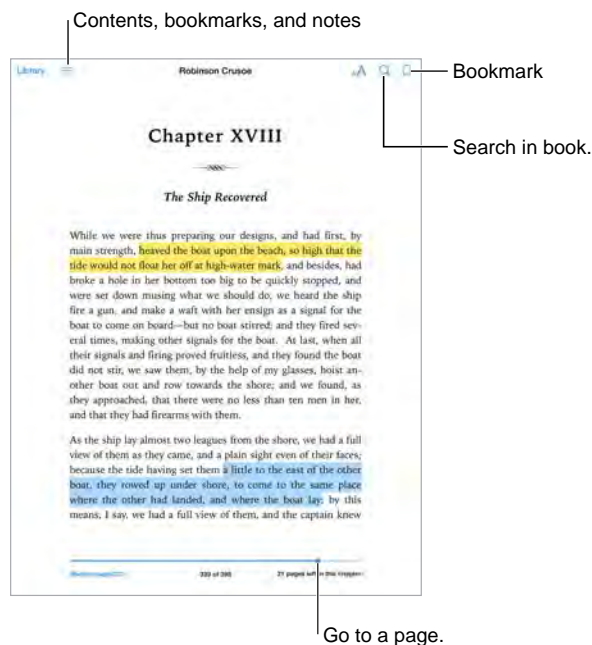 Contents, bookmarks, and notes
Library
Robinson Crusoe
AA
Bookmark
Search in book.
Chapter XVIII
The Ship Recovered
While we were thus preparing our designs, and had first, by
main strength, heaved the boat upon the beach, so high that the
tide would not float her off at high-water mark, and besides, had
broke a hole in her bottom too big to be quickly stopped, and
were set down musing what we should do, we heard the ship
fire a gun, and make a waft with her ensign as a signal for the
boat to come on board—but no boat stirred; and they fired sev-
eral times, making other signals for the boat. At last, when all
their signals and firing proved fruitless, and they found the boat
did not stir, we saw them, by the help of my glasses, hoist an-
other boat out and row towards the shore; and we found, as
they approached, that there were no less than ten men in her,
and that they had firearms with them.
As the ship lay almost two leagues from the shore, we had a full
view of them as they came, and a plain sight even of their faces;
because the tide having set them a little to the east of the other
boat, they rowed up under shore, to come to the same place
where the other had landed, and where the boat lay; by this
means, I say, we had a full view of them, and the captain knew
21 pages left in this chapter
Go to a page.